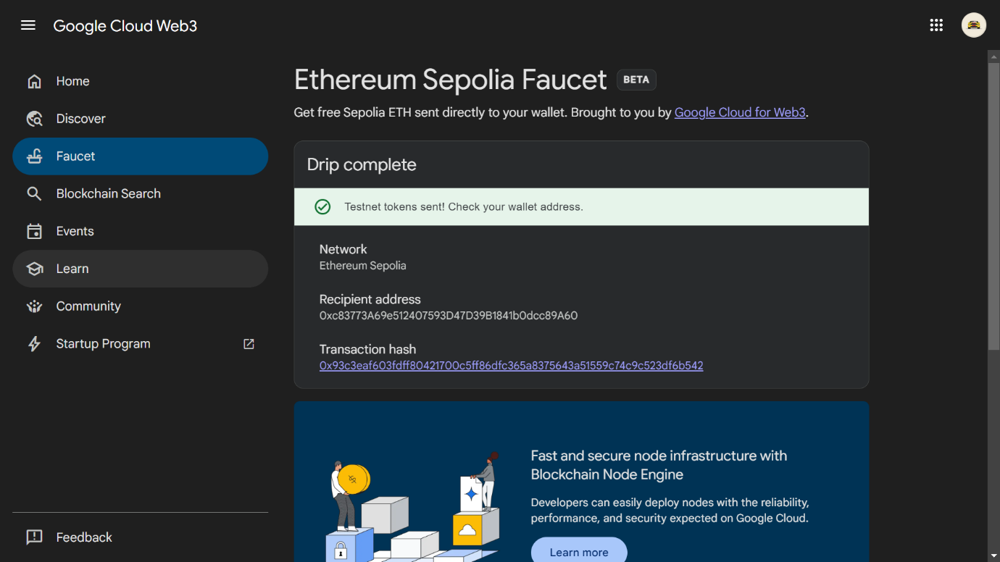 Google Cloud Web3
Home
Discover
Faucet
Blockchain Search
Events
Learn
Community
Startup Program
Feedback
Ethereum Sepolia Faucet BETA
Get free Sepolia ETH sent directly to your wallet. Brought to you by Google Cloud for Web3.
Drip complete
Testnet tokens sent! Check your wallet address.
Network
Ethereum Sepolia
Recipient address
0xc83773A69e512407593D47D39B1841b0dcc89A60
Transaction hash
0x93c3eaf603fdff80421700c5ff86dfc365a8375643a51559c74c9c523df6b542
Fast and secure node infrastructure with
Blockchain Node Engine
Developers can easily deploy nodes with the reliability,
performance, and security expected on Google Cloud.
Learn more